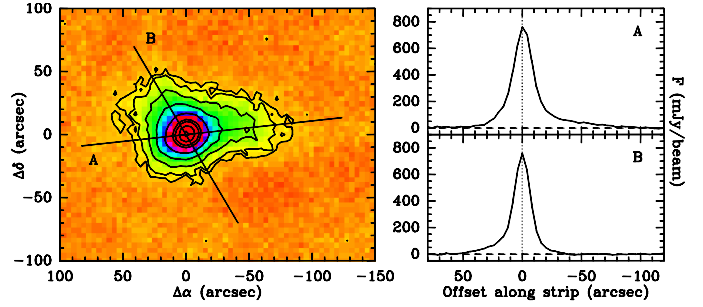 100
50
0
−50
−100
Δδ (arcsec)
B
A
100 50 0 −50 −100 −150
Δα (arcsec)
800
600
400
200
0
A
800
600
400
200
0
B
50 0 −50 −100
Offset along strip (arcsec)
F (mJy/beam)